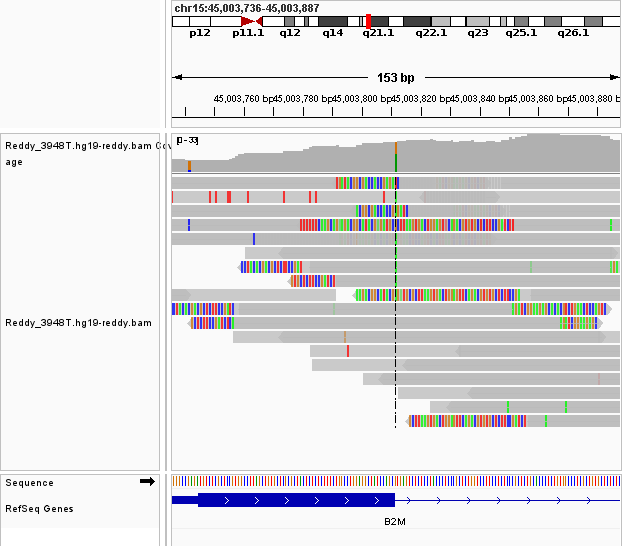 chr15:45,003,736-45,003,887
p12 p11.1 q12 q14 q21.1 q22.1 q23 q25.1 q26.1
153 bp
45,003,760 bp 45,003,780 bp 45,003,800 bp 45,003,820 bp 45,003,840 bp 45,003,860 bp 45,003,880 b
[0-33]
Reddy_3948T.hg19-reddy.bam Cov
age
Reddy_3948T.hg19-reddy.bam
Sequence
RefSeq Genes
B2M